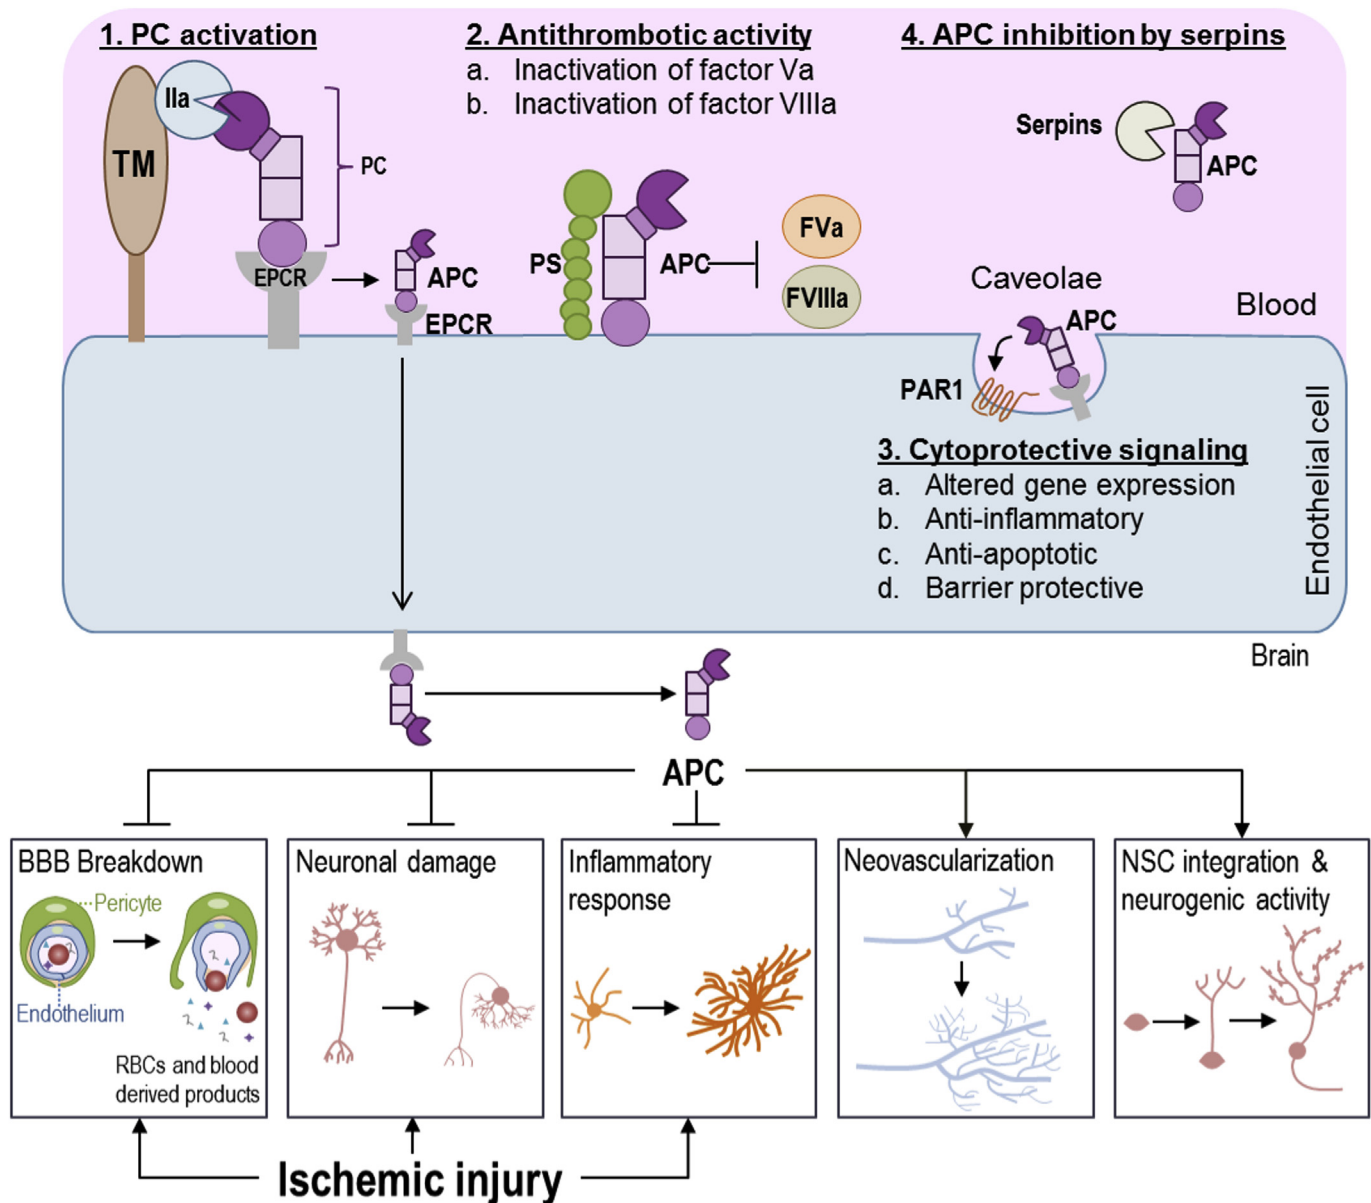 1. PC activation
IIa
TM
PC
EPCR
APC
EPCR
2. Antithrombotic activity
a. Inactivation of factor Va
b. Inactivation of factor VIIIa
PS
APC
FVa
FVIIIa
4. APC inhibition by serpins
Serpins
APC
Caveolae
Blood
APC
PAR1
3. Cytoprotective signaling
a. Altered gene expression
b. Anti-inflammatory
c. Anti-apoptotic
d. Barrier protective
Endothelial cell
Brain
APC
BBB Breakdown
Pericyte
Endothelium
RBCs and blood
derived products
Neuronal damage
Inflammatory
response
Neovascularization
NSC integration &
neurogenic activity
Ischemic injury